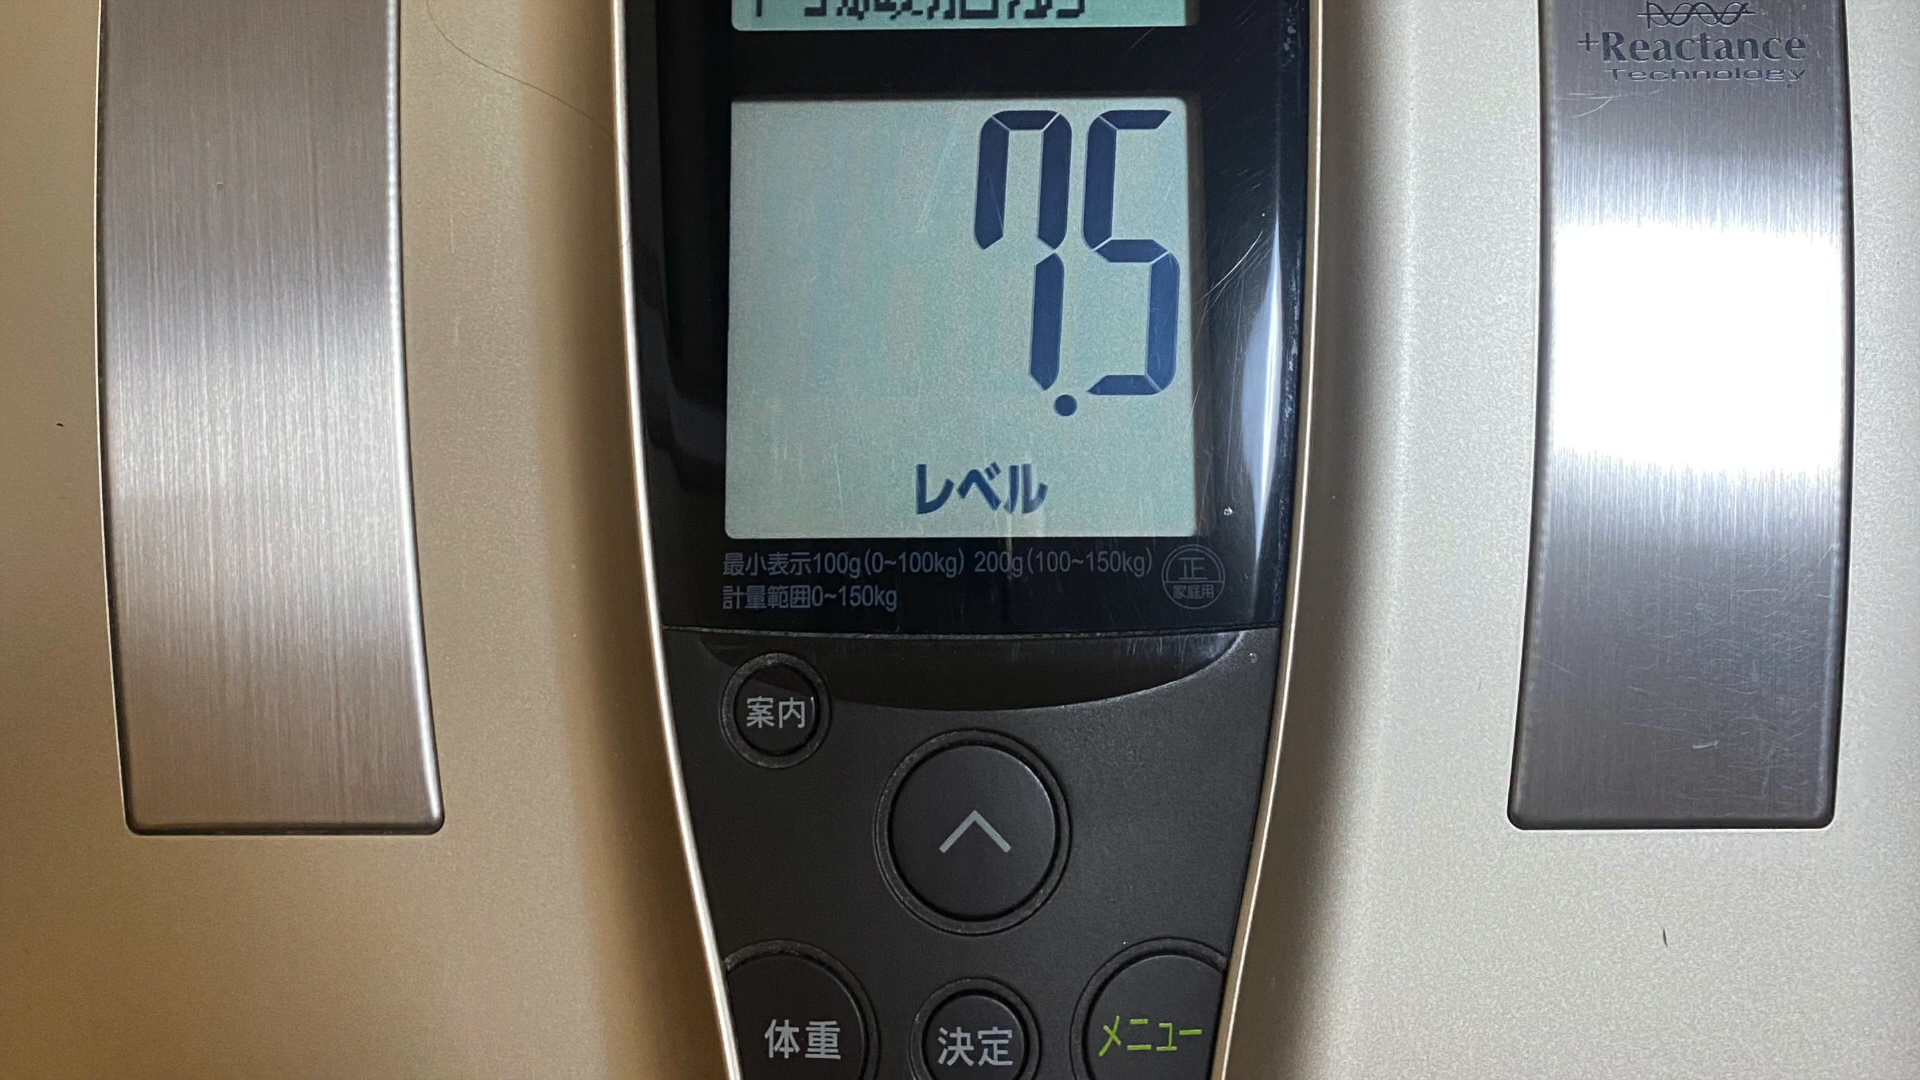 +Reactance
Technology
7.5
レベル
最小表示100g(0~100kg) 200g(100~150kg)
計量範囲0~150kg
正
家庭用
案内
体重
決定
メニュー